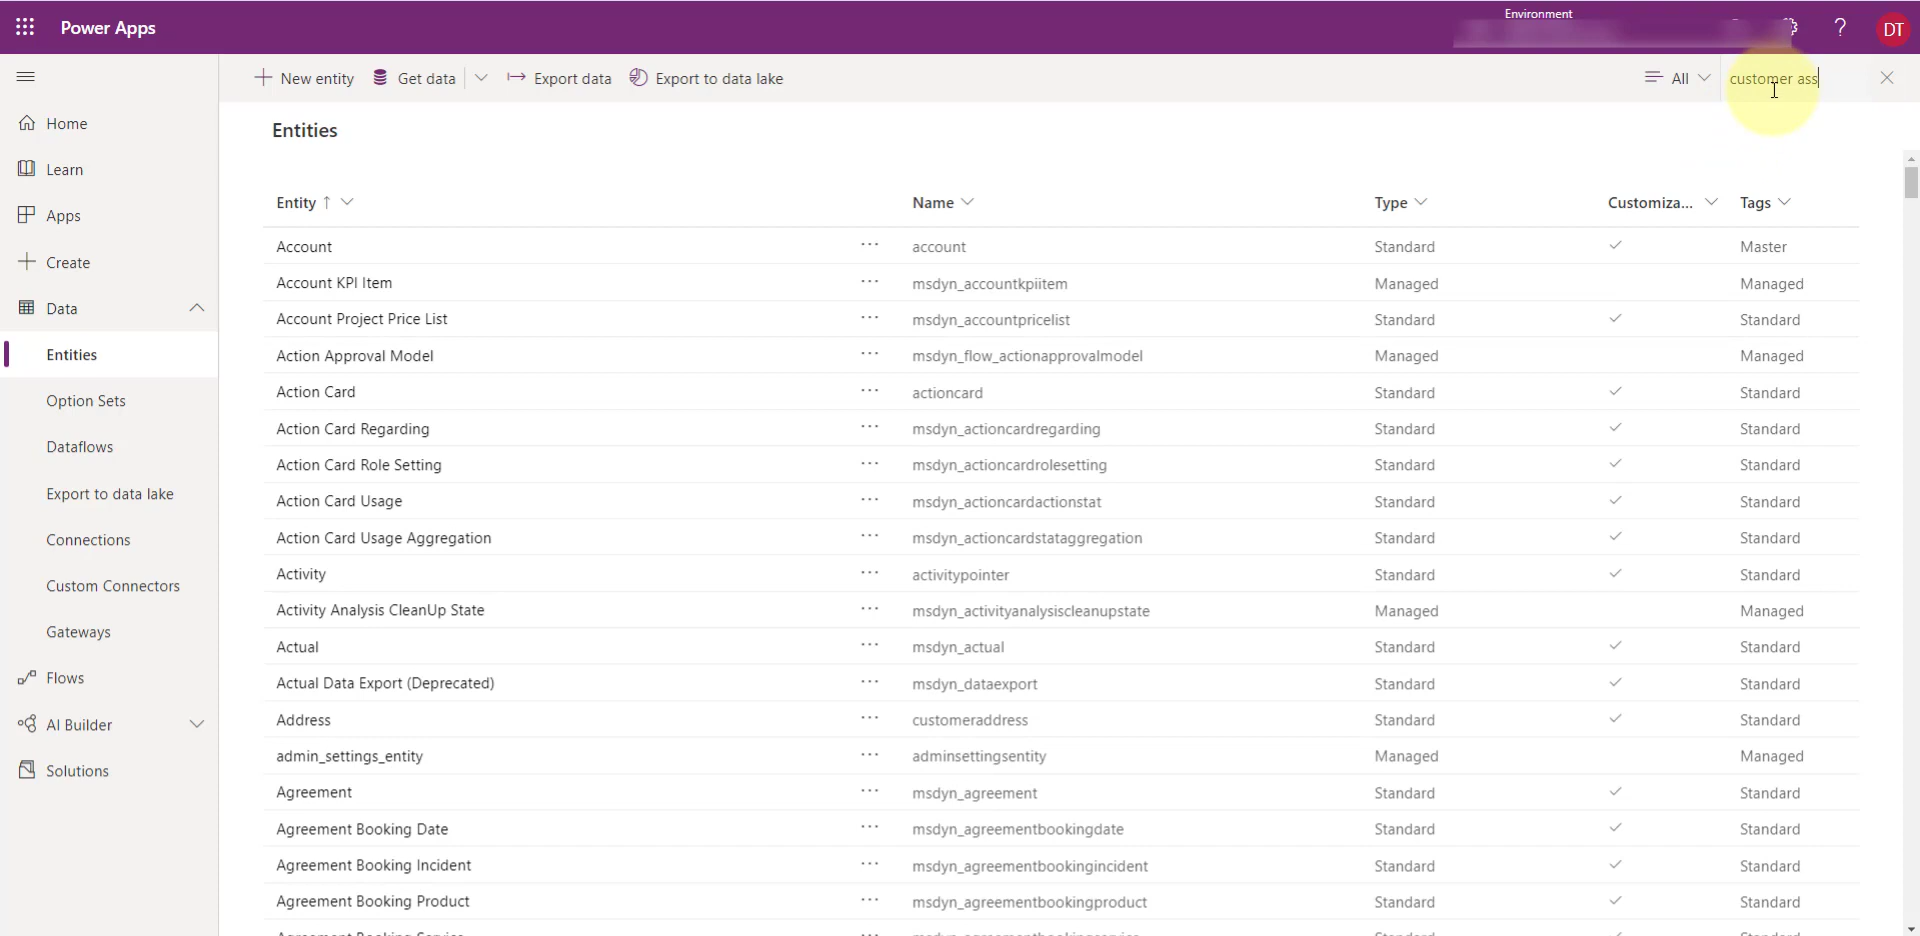 Power Apps
Environment
DT
New entity
Get data
Export data
Export to data lake
All
customer ass
Home
Learn
Apps
Create
Data
Entities
Option Sets
Dataflows
Export to data lake
Connections
Custom Connectors
Gateways
Flows
AI Builder
Solutions
Entities
Entity ↑ Name Type Customiza... Tags
Account ... account Standard Master
Account KPI Item ... msdyn_accountkpiitem Managed Managed
Account Project Price List ... msdyn_accountpricelist Standard Standard
Action Approval Model ... msdyn_flow_actionapprovalmodel Managed Managed
Action Card ... actioncard Standard Standard
Action Card Regarding ... msdyn_actioncardregarding Standard Standard
Action Card Role Setting ... msdyn_actioncardrolesetting Standard Standard
Action Card Usage ... msdyn_actioncardactionstat Standard Standard
Action Card Usage Aggregation ... msdyn_actioncardstataggregation Standard Standard
Activity ... activitypointer Standard Standard
Activity Analysis CleanUp State ... msdyn_activityanalysiscleanupstate Managed Managed
Actual ... msdyn_actual Standard Standard
Actual Data Export (Deprecated) ... msdyn_dataexport Standard Standard
Address ... customeraddress Standard Standard
admin_settings_entity ... adminsettingsentity Managed Managed
Agreement ... msdyn_agreement Standard Standard
Agreement Booking Date ... msdyn_agreementbookingdate Standard Standard
Agreement Booking Incident ... msdyn_agreementbookingincident Standard Standard
Agreement Booking Product ... msdyn_agreementbookingproduct Standard Standard